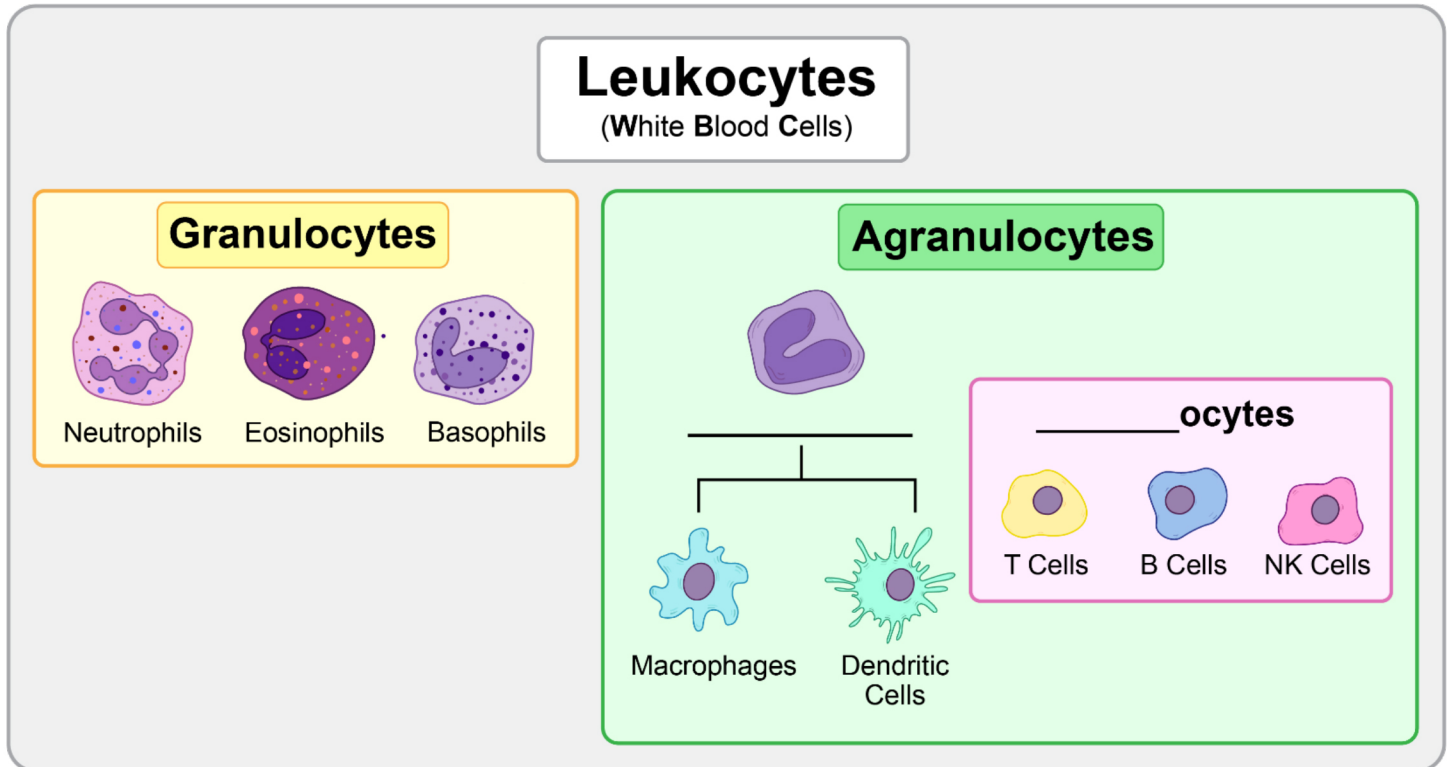 Leukocytes
(White Blood Cells)
Granulocytes
Neutrophils
Eosinophils
Basophils
Agranulocytes
________ocytes
T Cells
B Cells
NK Cells
Macrophages
Dendritic
Cells